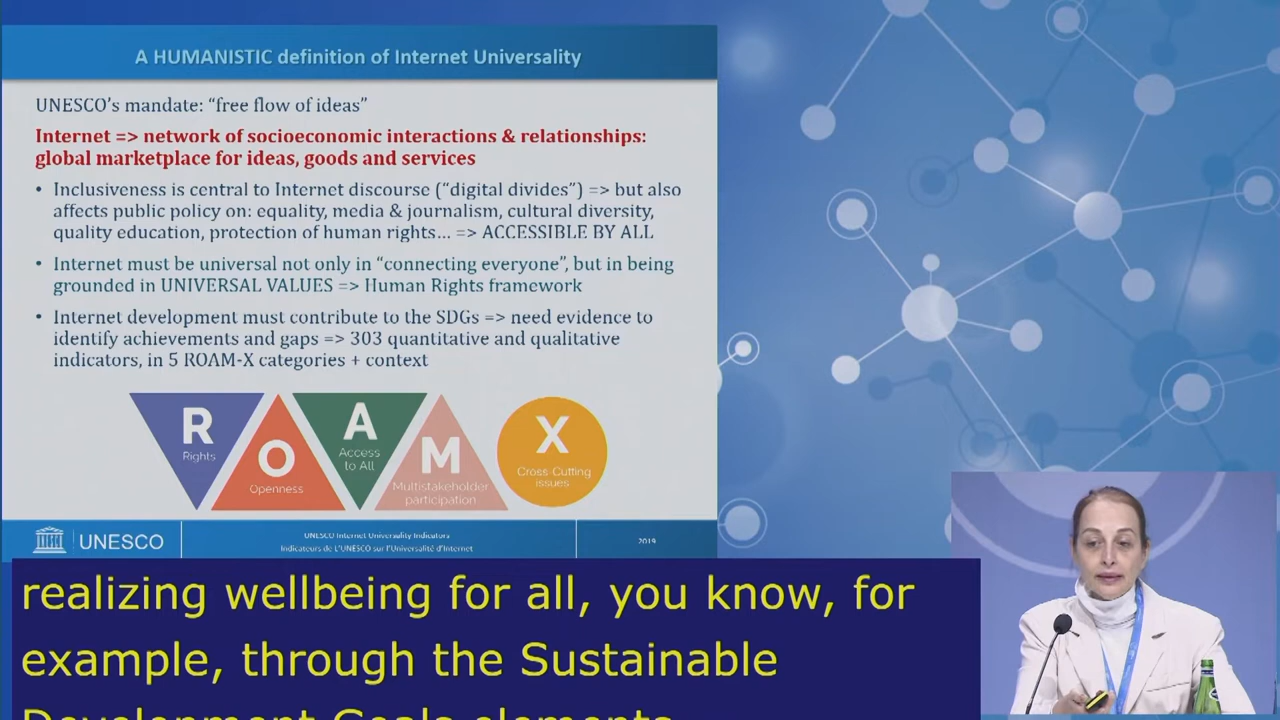 A HUMANISTIC definition of Internet Universality
UNESCO's mandate: “free flow of ideas”
Internet => network of socioeconomic interactions & relationships:
global marketplace for ideas, goods and services
• Inclusiveness is central to Internet discourse (“digital divides”) => but also
affects public policy on: equality, media & journalism, cultural diversity,
quality education, protection of human rights... => ACCESSIBLE BY ALL
• Internet must be universal not only in “connecting everyone”, but in being
grounded in UNIVERSAL VALUES => Human Rights framework
• Internet development must contribute to the SDGs => need evidence to
identify achievements and gaps => 303 quantitative and qualitative
indicators, in 5 ROAM-X categories + context
R
Rights
O
Openness
A
Access
to All
M
Multistakeholder
participation
X
Cross-Cutting
issues
UNESCO
UNESCO Internet Universality Indicators
Indicateurs de L'UNESCO sur l'Universalité d'Internet
2019
realizing wellbeing for all, you know, for
example, through the Sustainable
Development Goals elements